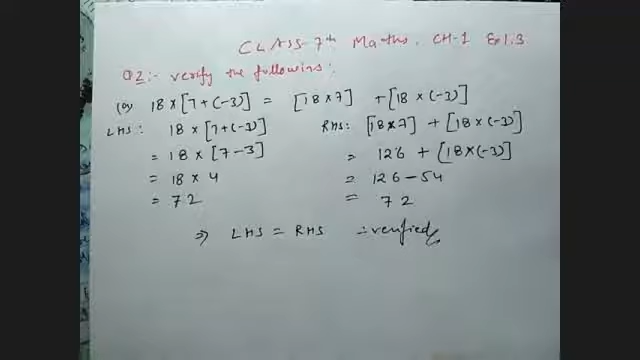 CLASS-7th Maths. CH-1 Ex1.3
Q2:- verify the following:
(a) 18 × [7 + (-3)] = [18 × 7] + [18 × (-3)]
LHS: 18 × [7 + (-3)] RHS: [18 × 7] + [18 × (-3)]
= 18 × [7 - 3] = 126 + [18 × (-3)]
= 18 × 4 = 126 - 54
= 72 = 72
⇒ LHS = RHS ∴ verified